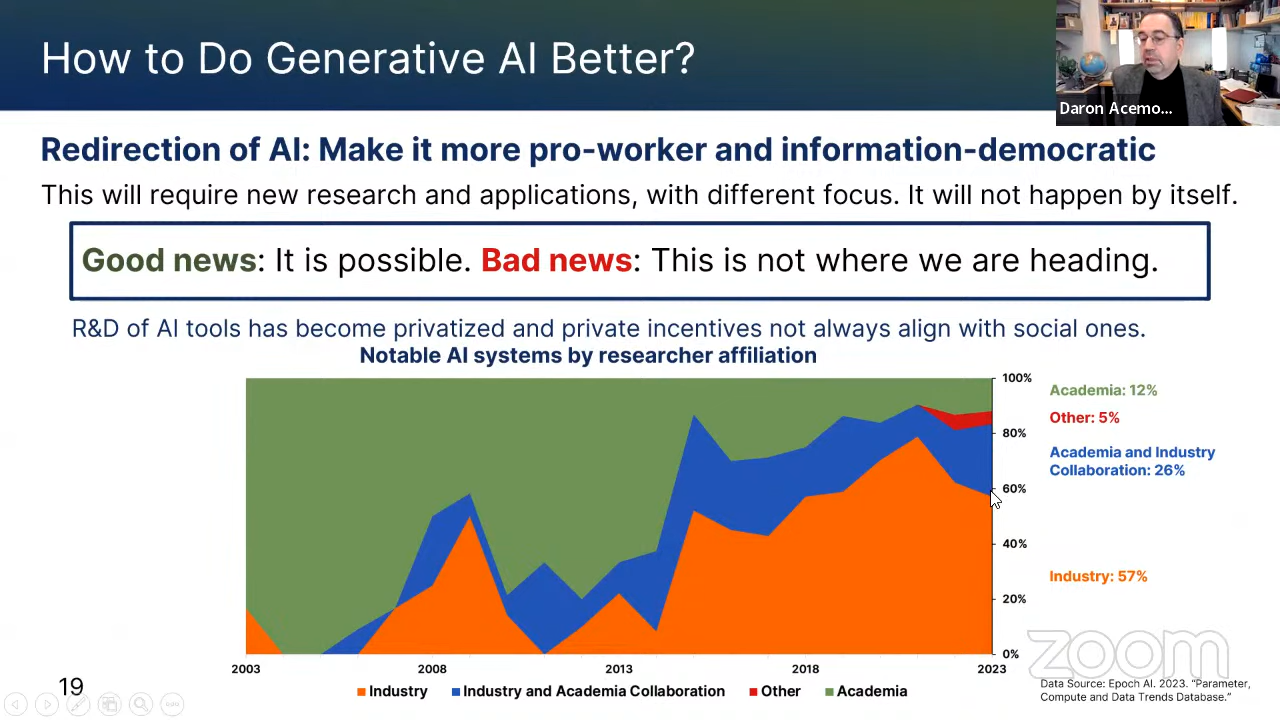 How to Do Generative AI Better?
Daron Acemo...
Redirection of AI: Make it more pro-worker and information-democratic
This will require new research and applications, with different focus. It will not happen by itself.
Good news: It is possible. Bad news: This is not where we are heading.
R&D of AI tools has become privatized and private incentives not always align with social ones.
Notable AI systems by researcher affiliation
100%
80%
60%
40%
20%
0%
Academia: 12%
Other: 5%
Academia and Industry
Collaboration: 26%
Industry: 57%
2003 2008 2013 2018 2023
Industry Industry and Academia Collaboration Other Academia
zoom
Data Source: Epoch AI. 2023. “Parameter,
Compute and Data Trends Database.”
19